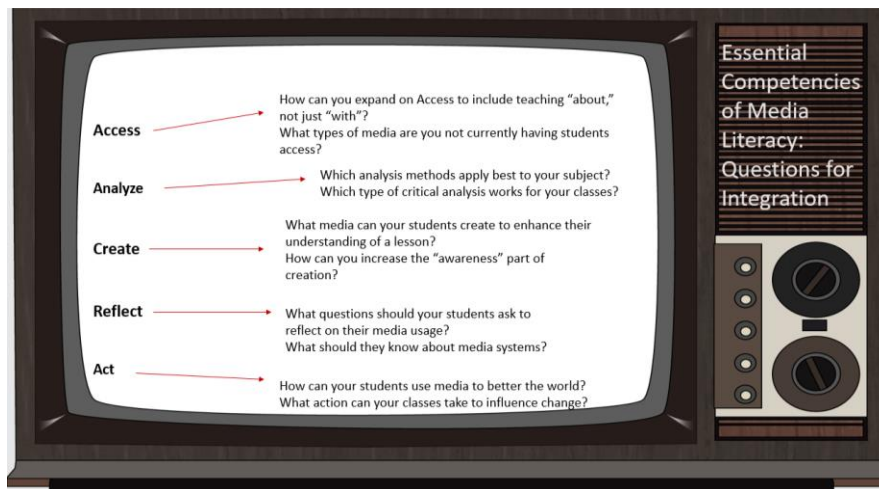 Essential
Competencies
of Media
Literacy:
Questions for
Integration
Access
How can you expand on Access to include teaching “about,”
not just “with”?
What types of media are you not currently having students
access?
Analyze
Which analysis methods apply best to your subject?
Which type of critical analysis works for your classes?
Create
What media can your students create to enhance their
understanding of a lesson?
How can you increase the “awareness” part of
creation?
Reflect
What questions should your students ask to
reflect on their media usage?
What should they know about media systems?
Act
How can your students use media to better the world?
What action can your classes take to influence change?